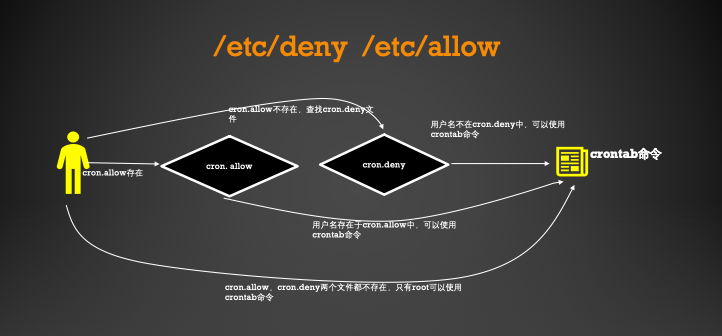 /etc/deny /etc/allow
cron.allow不存在，查找cron.deny文
件
用户名不在cron.deny中，可以使用
crontab命令
cron. allow
cron.deny
crontab命令
cron.allow存在
用户名存在于cron.allow中，可以使用
crontab命令
cron.allow、cron.deny两个文件都不存在，只有root可以使用
crontab命令